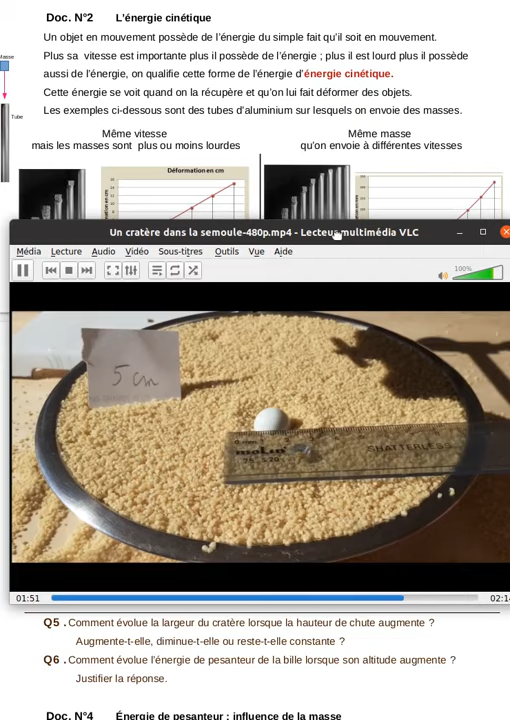 Doc. N°2 L'énergie cinétique
Un objet en mouvement possède de l'énergie du simple fait qu'il soit en mouvement.
Plus sa vitesse est importante plus il possède de l'énergie ; plus il est lourd plus il possède
aussi de l'énergie, on qualifie cette forme de l'énergie d'énergie cinétique.
Cette énergie se voit quand on la récupère et qu'on lui fait déformer des objets.
Les exemples ci-dessous sont des tubes d'aluminium sur lesquels on envoie des masses.
Masse
Tube
Même vitesse
mais les masses sont plus ou moins lourdes
Même masse
qu'on envoie à différentes vitesses
Déformation en cm
Un cratère dans la semoule-480p.mp4 - Lecteur multimédia VLC
Média Lecture Audio Vidéo Sous-titres Outils Vue Aide
100%
5 cm
SHATTERLESS
01:51
Q5 . Comment évolue la largeur du cratère lorsque la hauteur de chute augmente ?
Augmente-t-elle, diminue-t-elle ou reste-t-elle constante ?
Q6 . Comment évolue l'énergie de pesanteur de la bille lorsque son altitude augmente ?
Justifier la réponse.
Doc. N°4 Énergie de pesanteur : influence de la masse